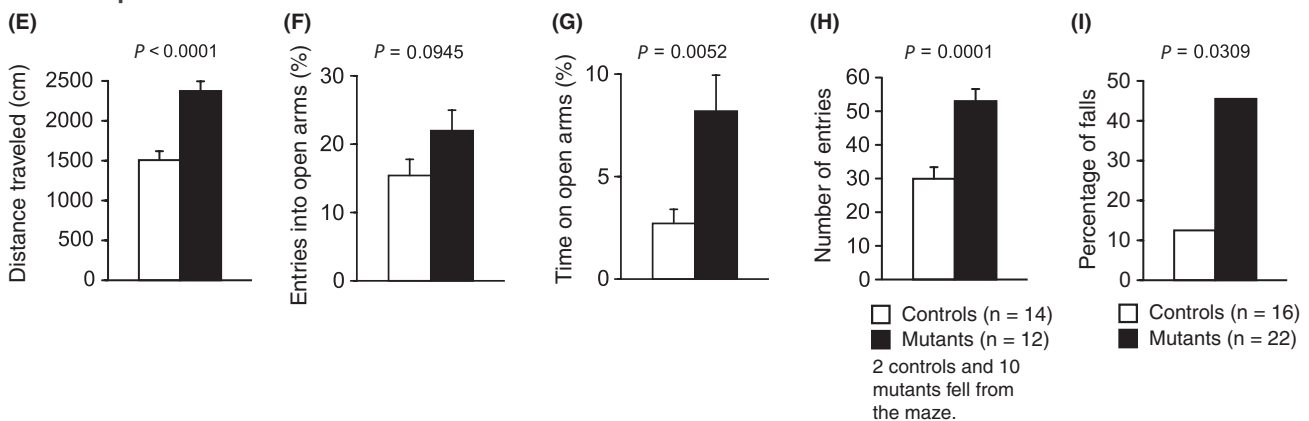 (E)
P < 0.0001
Distance traveled (cm)
2500
2000
1500
1000
500
0
(F)
P = 0.0945
Entries into open arms (%)
30
20
10
0
(G)
P = 0.0052
Time on open arms (%)
10
5
0
(H)
P = 0.0001
Number of entries
60
50
40
30
20
10
0
Controls (n = 14)
Mutants (n = 12)
2 controls and 10
mutants fell from
the maze.
(I)
P = 0.0309
Percentage of falls
50
40
50
20
10
0
Controls (n = 16)
Mutants (n = 22)